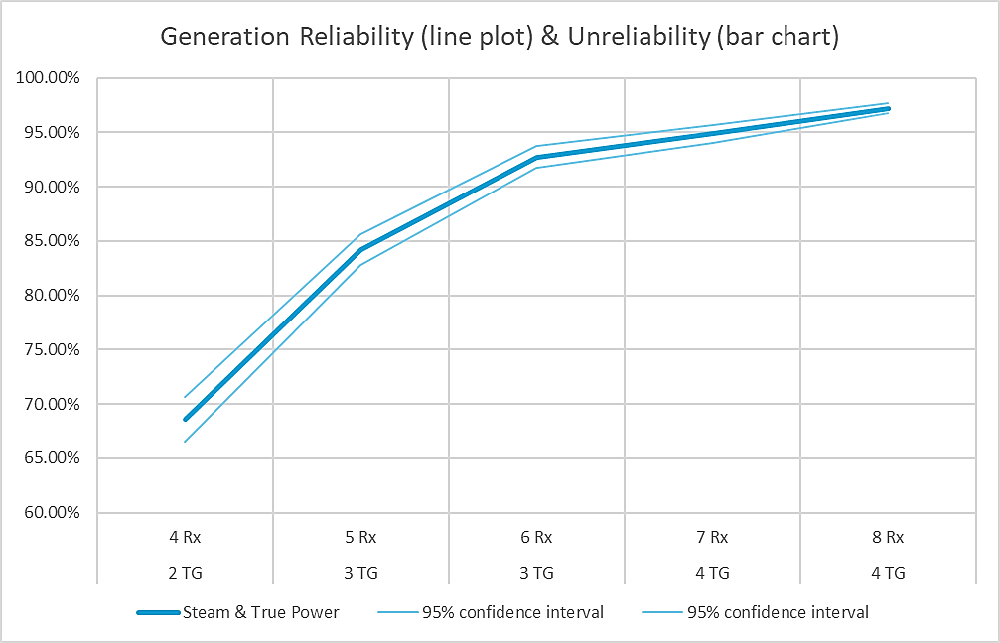 Generation Reliability (line plot) & Unreliability (bar chart)
100.00%
95.00%
90.00%
85.00%
80.00%
75.00%
70.00%
65.00%
60.00%
4 Rx 5 Rx 6 Rx 7 Rx 8 Rx
2 TG 3 TG 3 TG 4 TG 4 TG
Steam & True Power 95% confidence interval 95% confidence interval